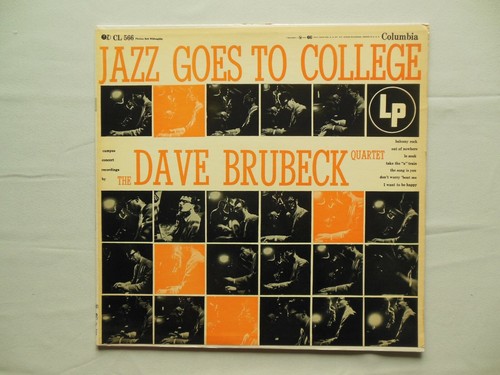 CL 566
Columbia
JAZZ GOES TO COLLEGE
Lp
campus
concert
recordings
by
THE DAVE BRUBECK QUARTET
balcony rock
out of nowhere
le souk
take the "a" train
the song is you
don't worry 'bout me
I want to be happy